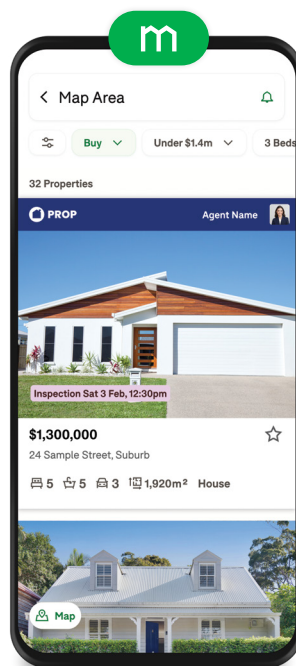 m
Map Area
Buy
Under $1.4m
3 Beds
32 Properties
PROP
Agent Name
Inspection Sat 3 Feb, 12:30pm
$1,300,000
24 Sample Street, Suburb
5 5 3 1,920m² House
Map